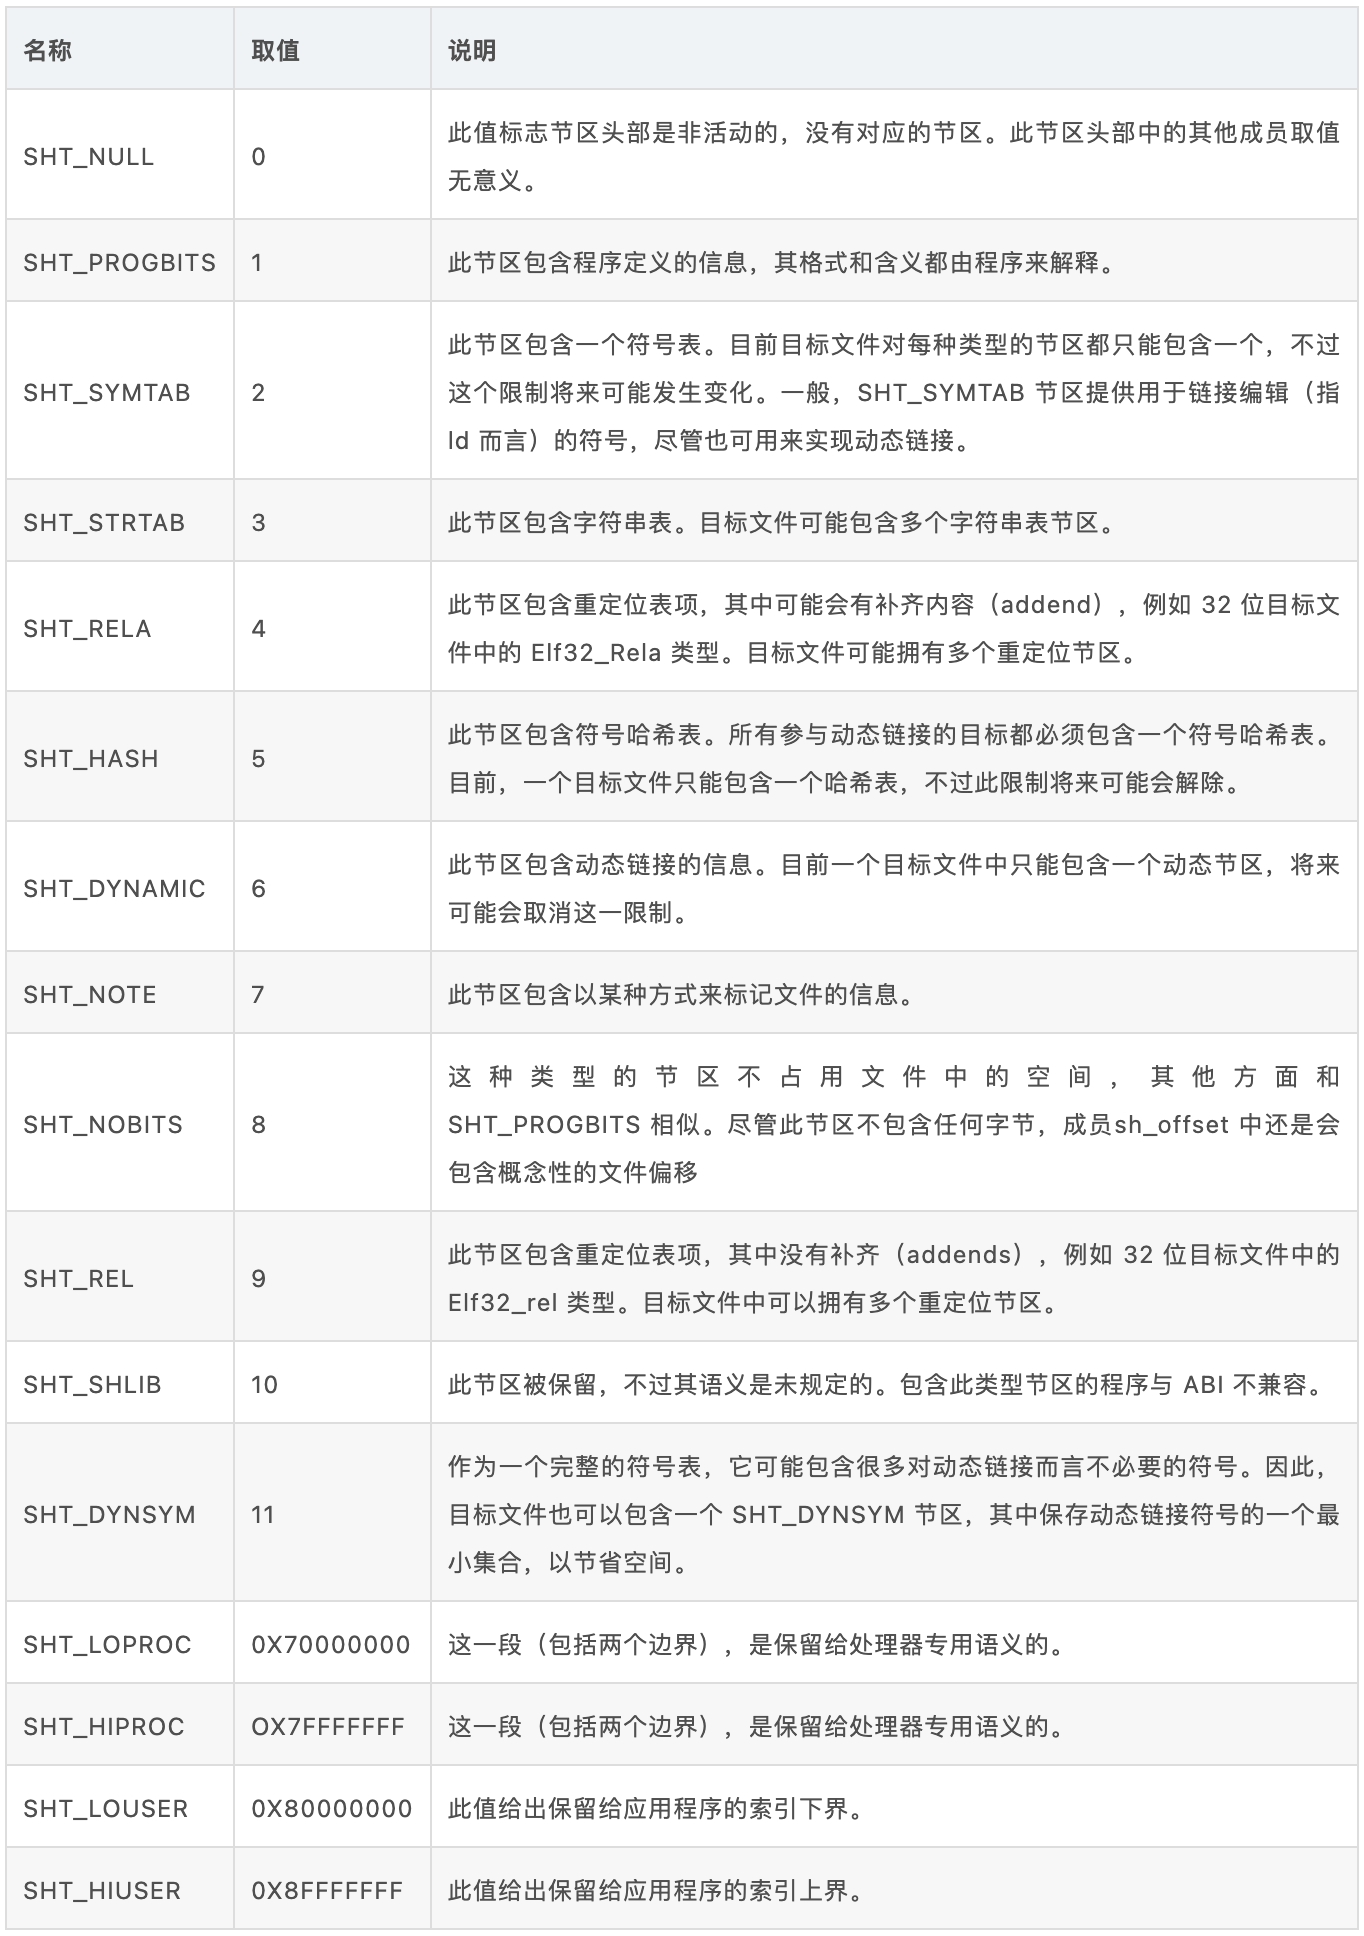 名称 取值 说明
此值标志节区头部是非活动的，没有对应的节区。此节区头部中的其他成员取值
SHT_NULL 0
无意义。
SHT_PROGBITS 1 此节区包含程序定义的信息，其格式和含义都由程序来解释。
此节区包含一个符号表。目前目标文件对每种类型的节区都只能包含一个，不过
SHT_SYMTAB 2 这个限制将来可能发生变化。一般，SHT_SYMTAB 节区提供用于链接编辑（指
ld 而言）的符号，尽管也可用来实现动态链接。
SHT_STRTAB 3 此节区包含字符串表。目标文件可能包含多个字符串表节区。
此节区包含重定位表项，其中可能会有补齐内容（addend），例如 32 位目标文
SHT_RELA 4
件中的 Elf32_Rela 类型。目标文件可能拥有多个重定位节区。
此节区包含符号哈希表。所有参与动态链接的目标都必须包含一个符号哈希表。
SHT_HASH 5
目前，一个目标文件只能包含一个哈希表，不过此限制将来可能会解除。
此节区包含动态链接的信息。目前一个目标文件中只能包含一个动态节区，将来
SHT_DYNAMIC 6
可能会取消这一限制。
SHT_NOTE 7 此节区包含以某种方式来标记文件的信息。
这种类型的节区不占用文件中的空间，其他方面和
SHT_NOBITS 8 SHT_PROGBITS 相似。尽管此节区不包含任何字节，成员sh_offset 中还是会
包含概念性的文件偏移
此节区包含重定位表项，其中没有补齐（addends），例如 32 位目标文件中的
SHT_REL 9
Elf32_rel 类型。目标文件中可以拥有多个重定位节区。
SHT_SHLIB 10 此节区被保留，不过其语义是未规定的。包含此类型节区的程序与 ABI 不兼容。
作为一个完整的符号表，它可能包含很多对动态链接而言不必要的符号。因此，
SHT_DYNSYM 11 目标文件也可以包含一个 SHT_DYNSYM 节区，其中保存动态链接符号的一个最
小集合，以节省空间。
SHT_LOPROC 0X70000000 这一段（包括两个边界），是保留给处理器专用语义的。
SHT_HIPROC OX7FFFFFFF 这一段（包括两个边界），是保留给处理器专用语义的。
SHT_LOUSER 0X80000000 此值给出保留给应用程序的索引下界。
SHT_HIUSER 0X8FFFFFFF 此值给出保留给应用程序的索引上界。